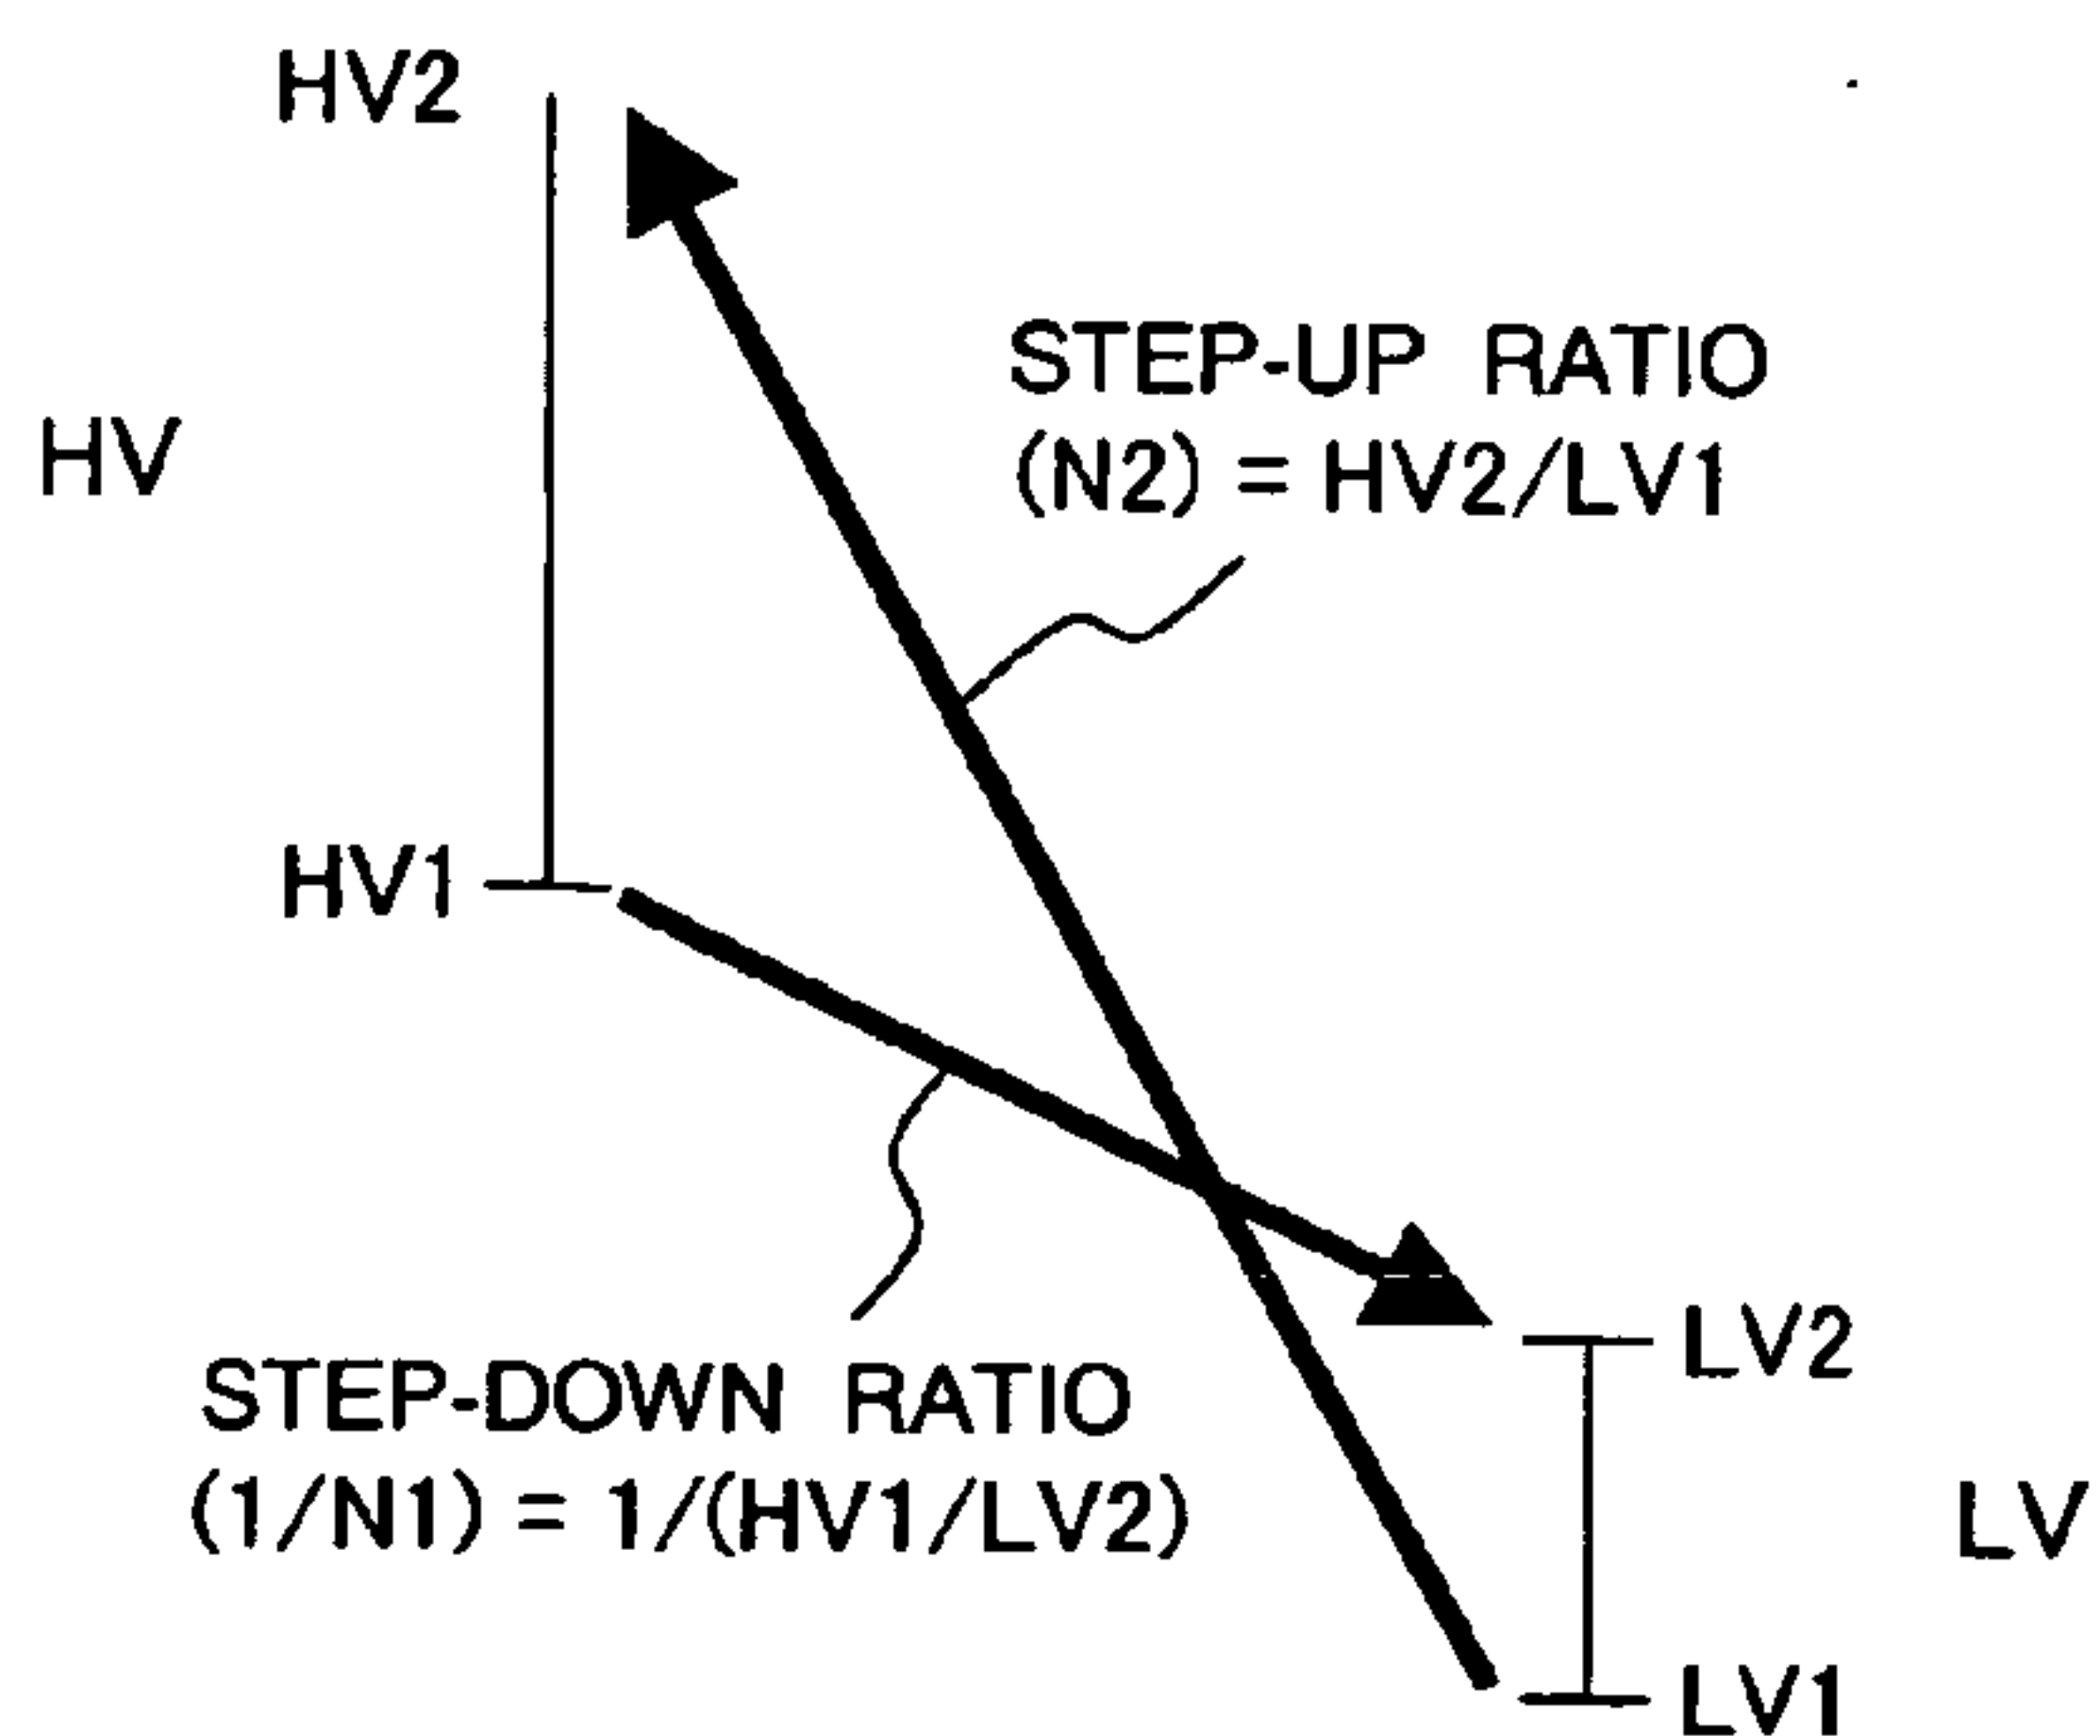 HV2
STEP-UP RATIO
(N2) = HV2/LV1
HV
HV1
LV2
STEP-DOWN RATIO
(1/N1) = 1/(HV1/LV2)
LV
LV1